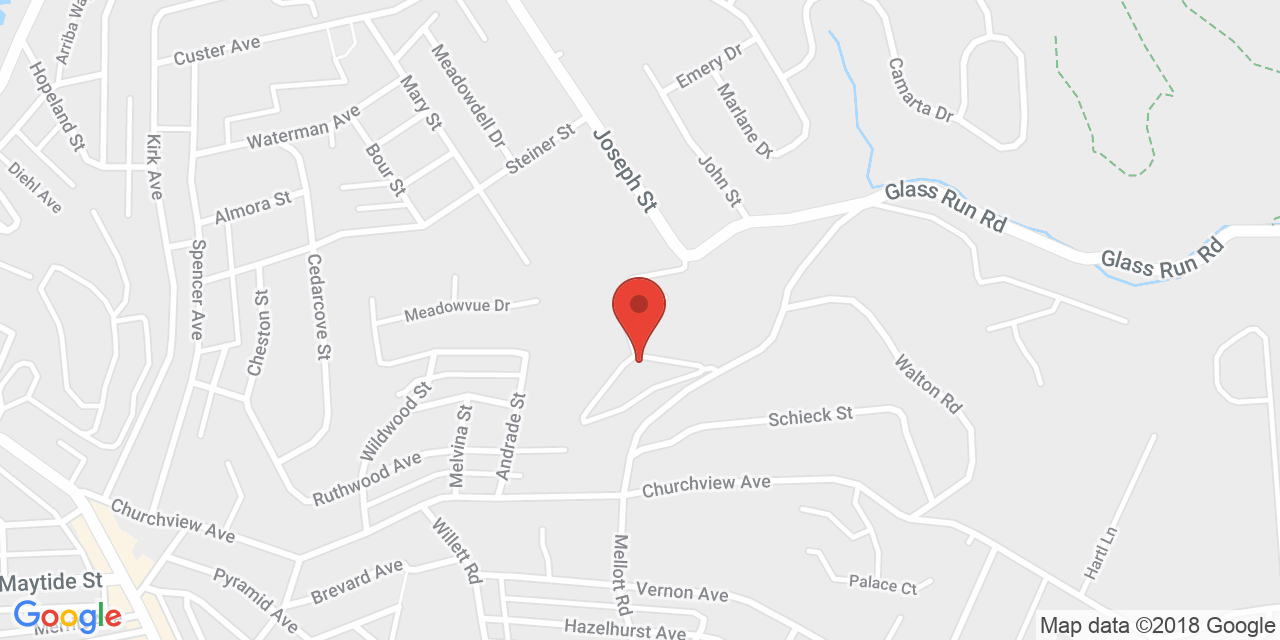 Custer Ave
Arriba Way
Hopeland St
Meadowdell Dr
Emery Dr
Camarta Dr
Mary St
Marlane Dr
Waterman Ave
Kirk Ave
Steiner St
Joseph St
Bour St
John St
Diehl Ave
Glass Run Rd
Almora St
Glass Run Rd
Spencer Ave
Cedarcove St
Cheston St
Meadowvue Dr
Walton Rd
Wildwood St
Andrade St
Melvina St
Schieck St
Ruthwood Ave
Churchview Ave
Churchview Ave
Willett Rd
Mellott Rd
Hartl Ln
Brevard Ave
Pyramid Ave
Maytide St
Palace Ct
Vernon Ave
Hazelhurst Ave
Google
Map data ©2018 Google